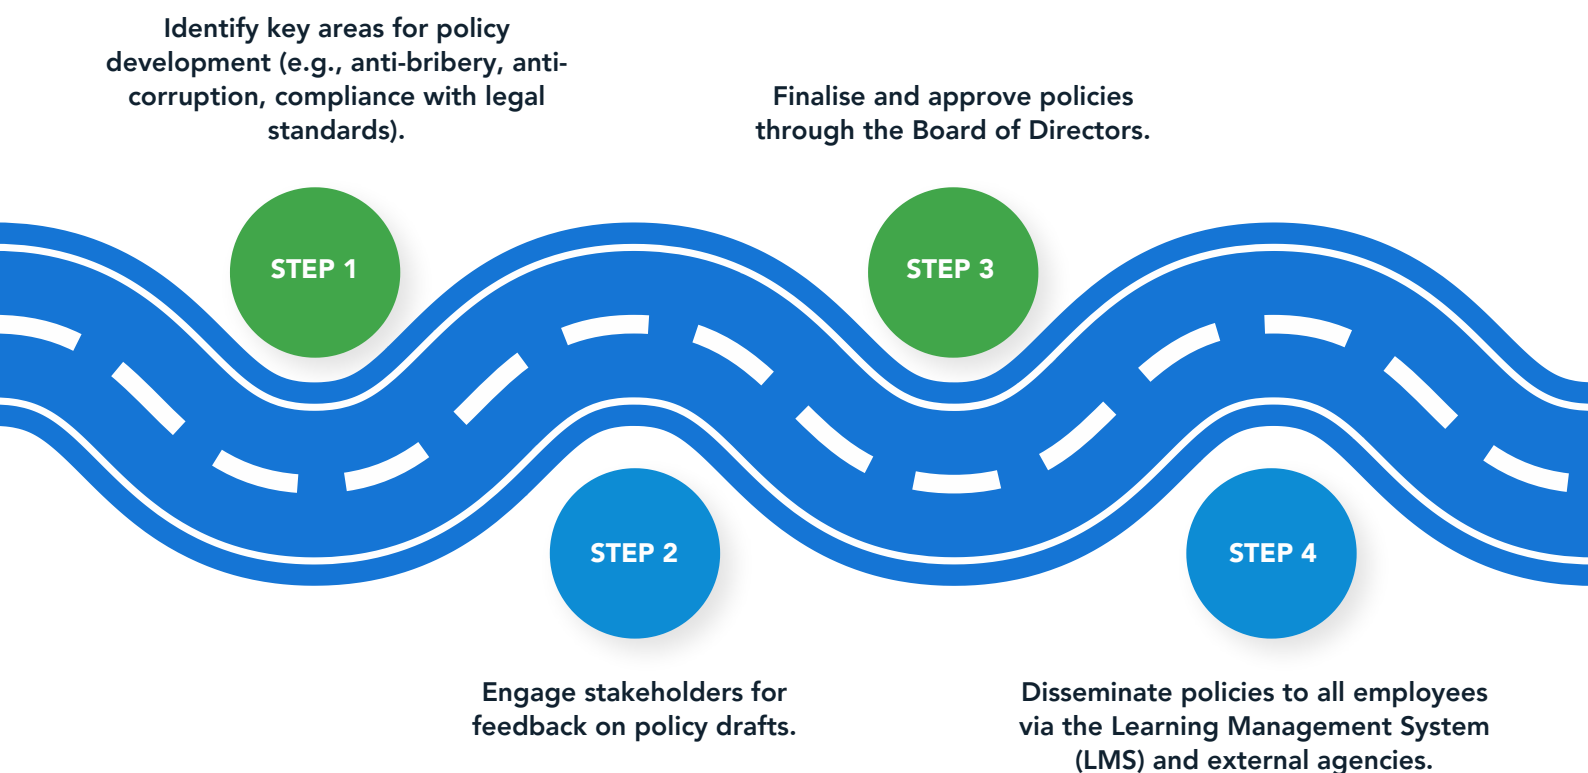 Identify key areas for policy
development (e.g., anti-bribery, anti-
corruption, compliance with legal
standards).
STEP 1
Engage stakeholders for
feedback on policy drafts.
STEP 2
Finalise and approve policies
through the Board of Directors.
STEP 3
Disseminate policies to all employees
via the Learning Management System
(LMS) and external agencies.
STEP 4